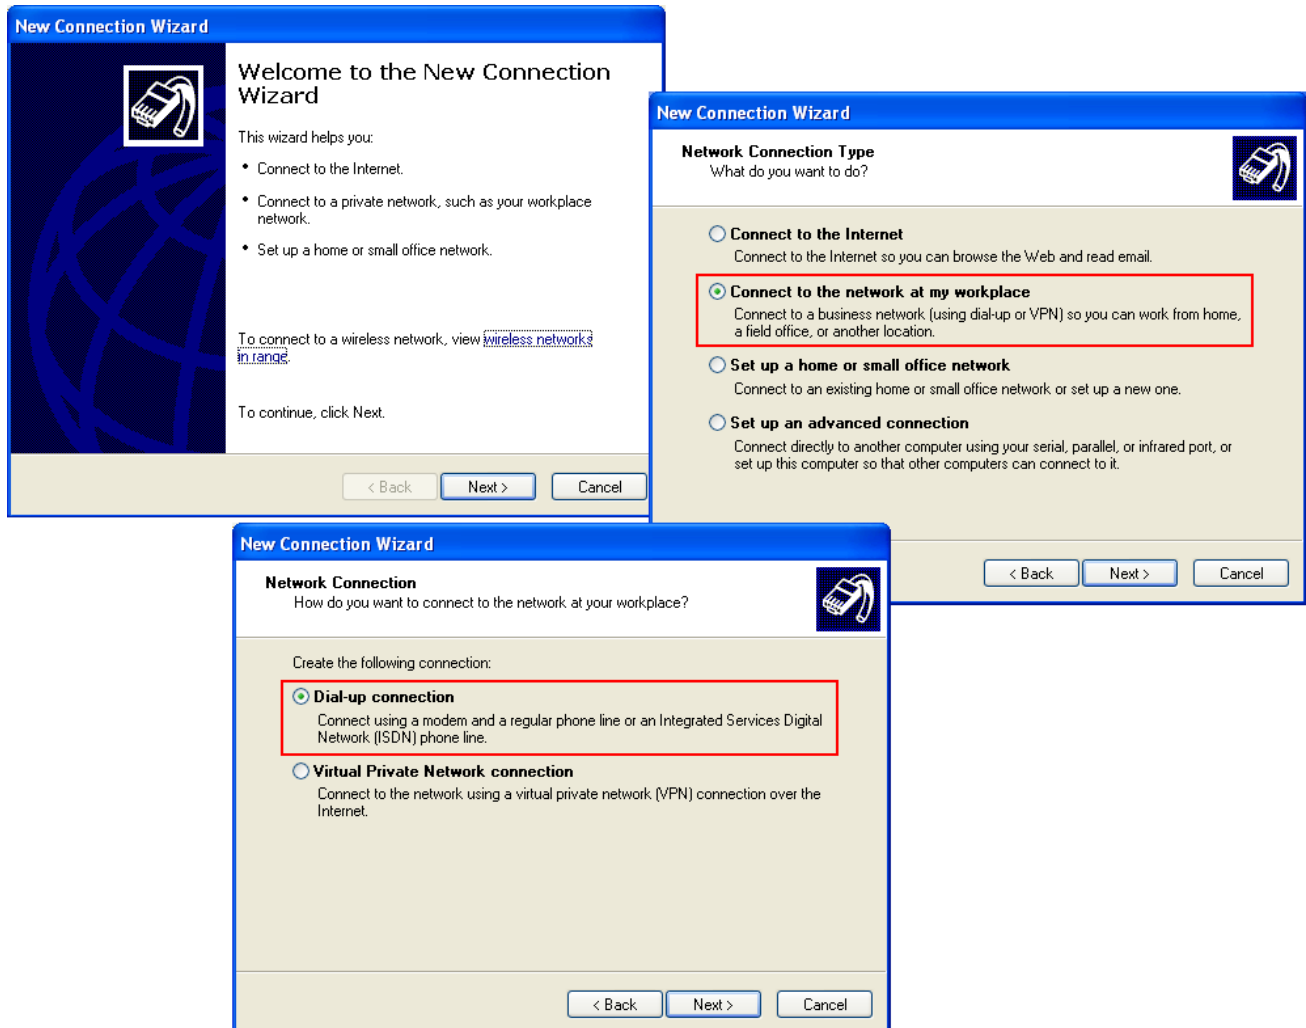 New Connection Wizard
Welcome to the New Connection
Wizard
This wizard helps you:
• Connect to the Internet.
• Connect to a private network, such as your workplace
network.
• Set up a home or small office network.
To connect to a wireless network, view wireless networks
in range.
To continue, click Next.
< Back
Next >
Cancel
New Connection Wizard
Network Connection Type
What do you want to do?
Connect to the Internet
Connect to the Internet so you can browse the Web and read email.
Connect to the network at my workplace
Connect to a business network (using dial-up or VPN) so you can work from home,
a field office, or another location.
Set up a home or small office network
Connect to an existing home or small office network or set up a new one.
Set up an advanced connection
Connect directly to another computer using your serial, parallel, or infrared port, or
set up this computer so that other computers can connect to it.
< Back
Next >
Cancel
New Connection Wizard
Network Connection
How do you want to connect to the network at your workplace?
Create the following connection:
Dial-up connection
Connect using a modem and a regular phone line or an Integrated Services Digital
Network (ISDN) phone line.
Virtual Private Network connection
Connect to the network using a virtual private network (VPN) connection over the
Internet.
< Back
Next >
Cancel